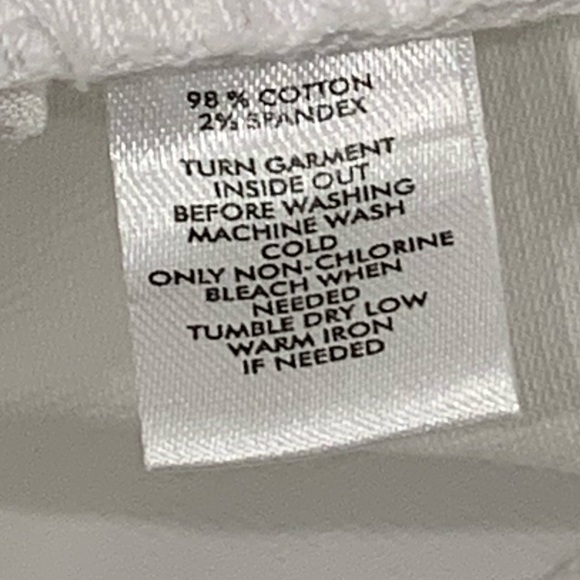 98 % COTTON
2% SPANDEX
TURN GARMENT
INSIDE OUT
BEFORE WASHING
MACHINE WASH
COLD
ONLY NON-CHLORINE
BLEACH WHEN
NEEDED
TUMBLE DRY LOW
WARM IRON
IF NEEDED